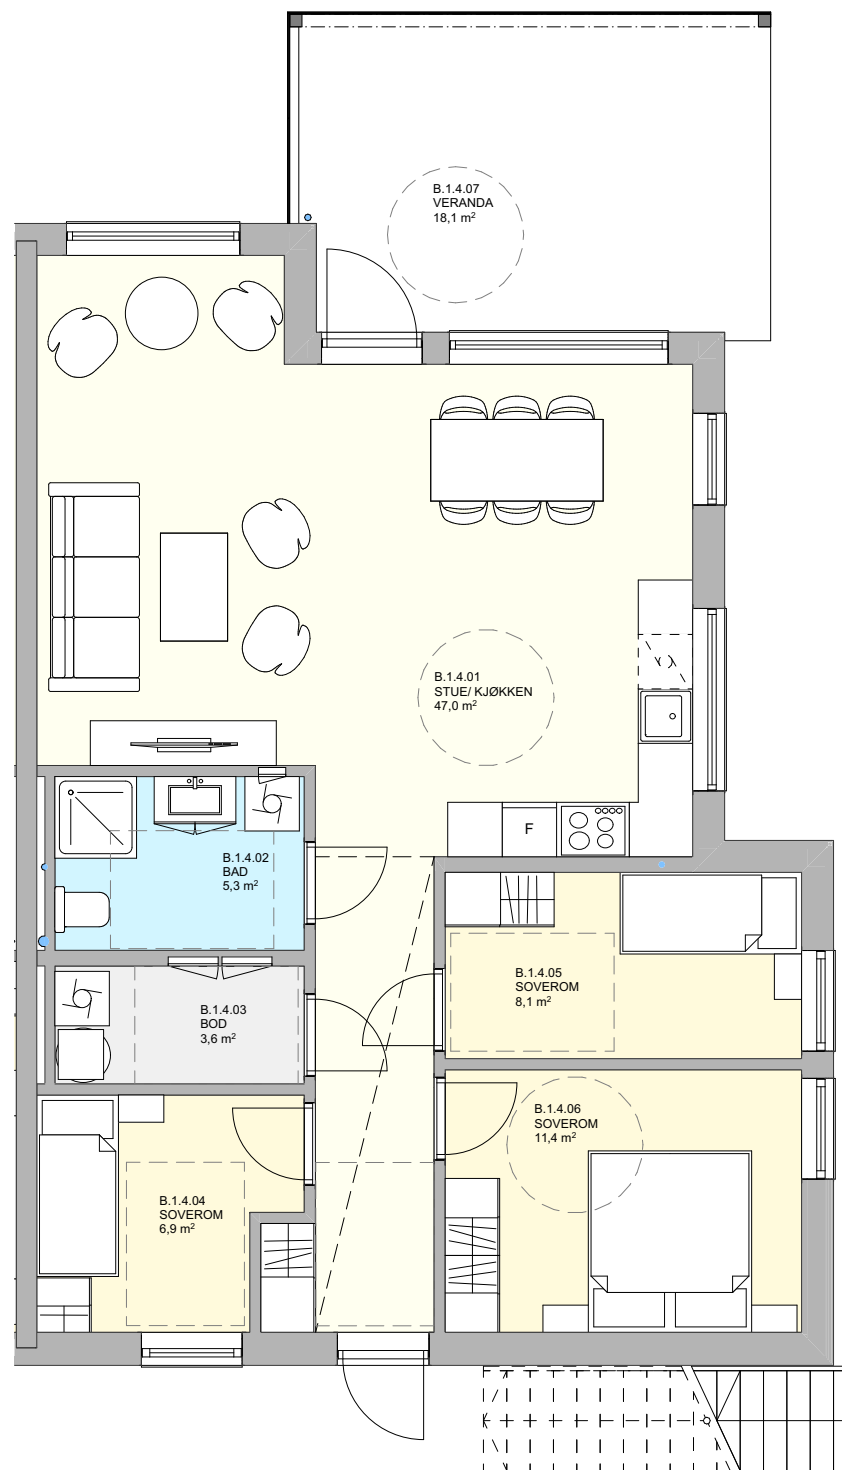 B.1.4.07
VERANDA
18,1 m²
B.1.4.01
STUE/ KJØKKEN
47,0 m²
F
B.1.4.02
BAD
5,3 m²
B.1.4.03
BOD
3,6 m²
B.1.4.05
SOVEROM
8,1 m²
B.1.4.06
SOVEROM
11,4 m²
B.1.4.04
SOVEROM
6,9 m²